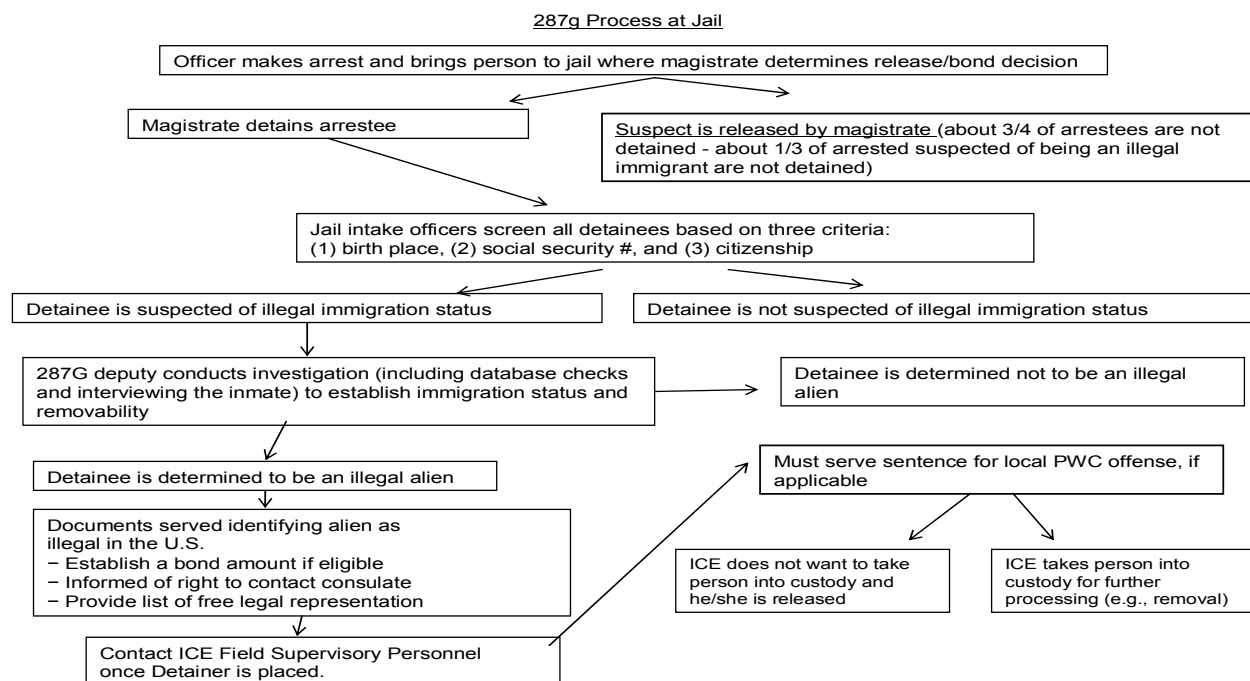 287g Process at Jail
Officer makes arrest and brings person to jail where magistrate determines release/bond decision
Magistrate detains arrestee
Suspect is released by magistrate (about 3/4 of arrestees are not
detained - about 1/3 of arrested suspected of being an illegal
immigrant are not detained)
Jail intake officers screen all detainees based on three criteria:
(1) birth place, (2) social security #, and (3) citizenship
Detainee is suspected of illegal immigration status
Detainee is not suspected of illegal immigration status
287G deputy conducts investigation (including database checks
and interviewing the inmate) to establish immigration status and
removability
Detainee is determined not to be an illegal
alien
Detainee is determined to be an illegal alien
Must serve sentence for local PWC offense, if
applicable
Documents served identifying alien as
illegal in the U.S.
− Establish a bond amount if eligible
− Informed of right to contact consulate
− Provide list of free legal representation
ICE does not want to take
person into custody and
he/she is released
ICE takes person into
custody for further
processing (e.g., removal)
Contact ICE Field Supervisory Personnel
once Detainer is placed.